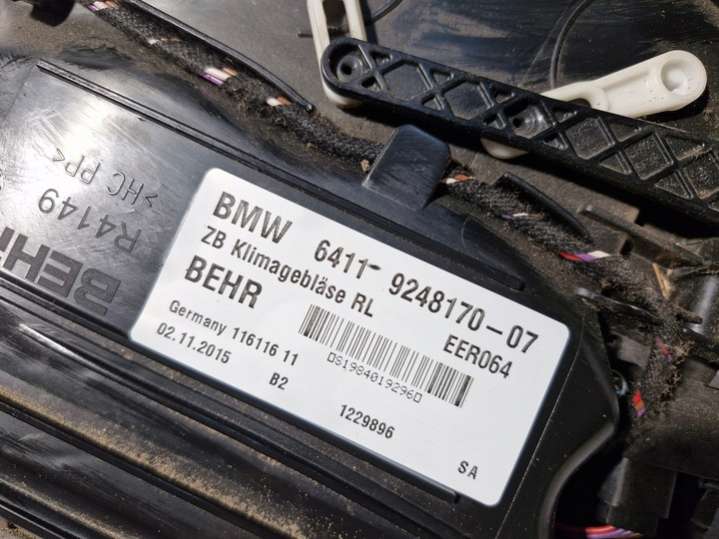 BMW 6411-9248170-07
ZB Klimagebläse RL EER064
BEHR
Germany 116116 11
02.11.2015 B2
D81984019296D
1229896
SA
>HC PP<
R4149
BEHR